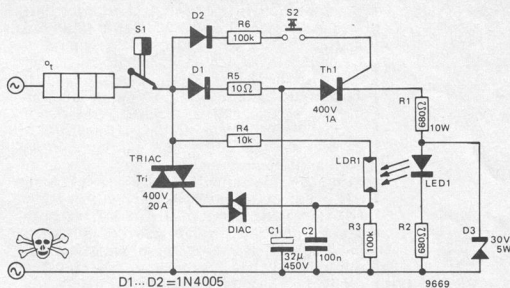 D2
R6
100k
S2
S1
ot
D1
R5
10Ω
Th1
400V
1A
R1
680Ω
10W
R4
10k
TRIAC
Tri
400V
20A
LDR1
LED1
DIAC
C1
32µ
450V
C2
100n
R3
100k
R2
680Ω
D3
30V
5W
D1...D2=1N4005
9669